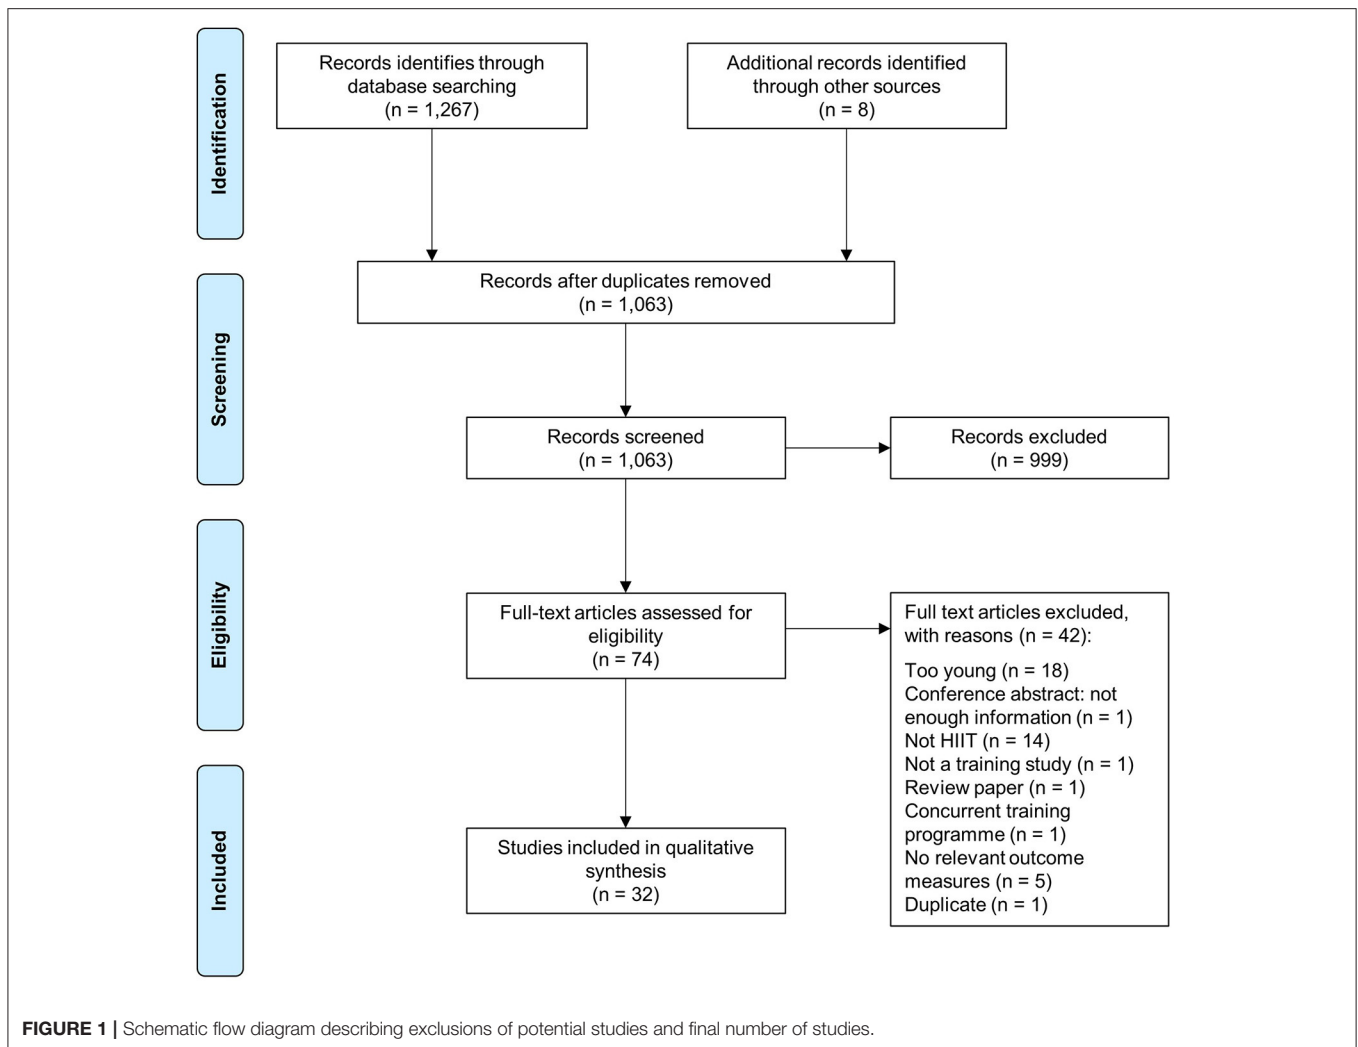 Identification
Records identifies through
database searching
(n = 1,267)
Additional records identified
through other sources
(n = 8)
Screening
Records after duplicates removed
(n = 1,063)
Records screened
(n = 1,063)
Records excluded
(n = 999)
Eligibility
Full-text articles assessed for
eligibility
(n = 74)
Full text articles excluded,
with reasons (n = 42):
Too young (n = 18)
Conference abstract: not
enough information (n = 1)
Not HIIT (n = 14)
Not a training study (n = 1)
Review paper (n = 1)
Concurrent training
programme (n = 1)
No relevant outcome
measures (n = 5)
Duplicate (n = 1)
Included
Studies included in qualitative
synthesis
(n = 32)
FIGURE 1 | Schematic flow diagram describing exclusions of potential studies and final number of studies.